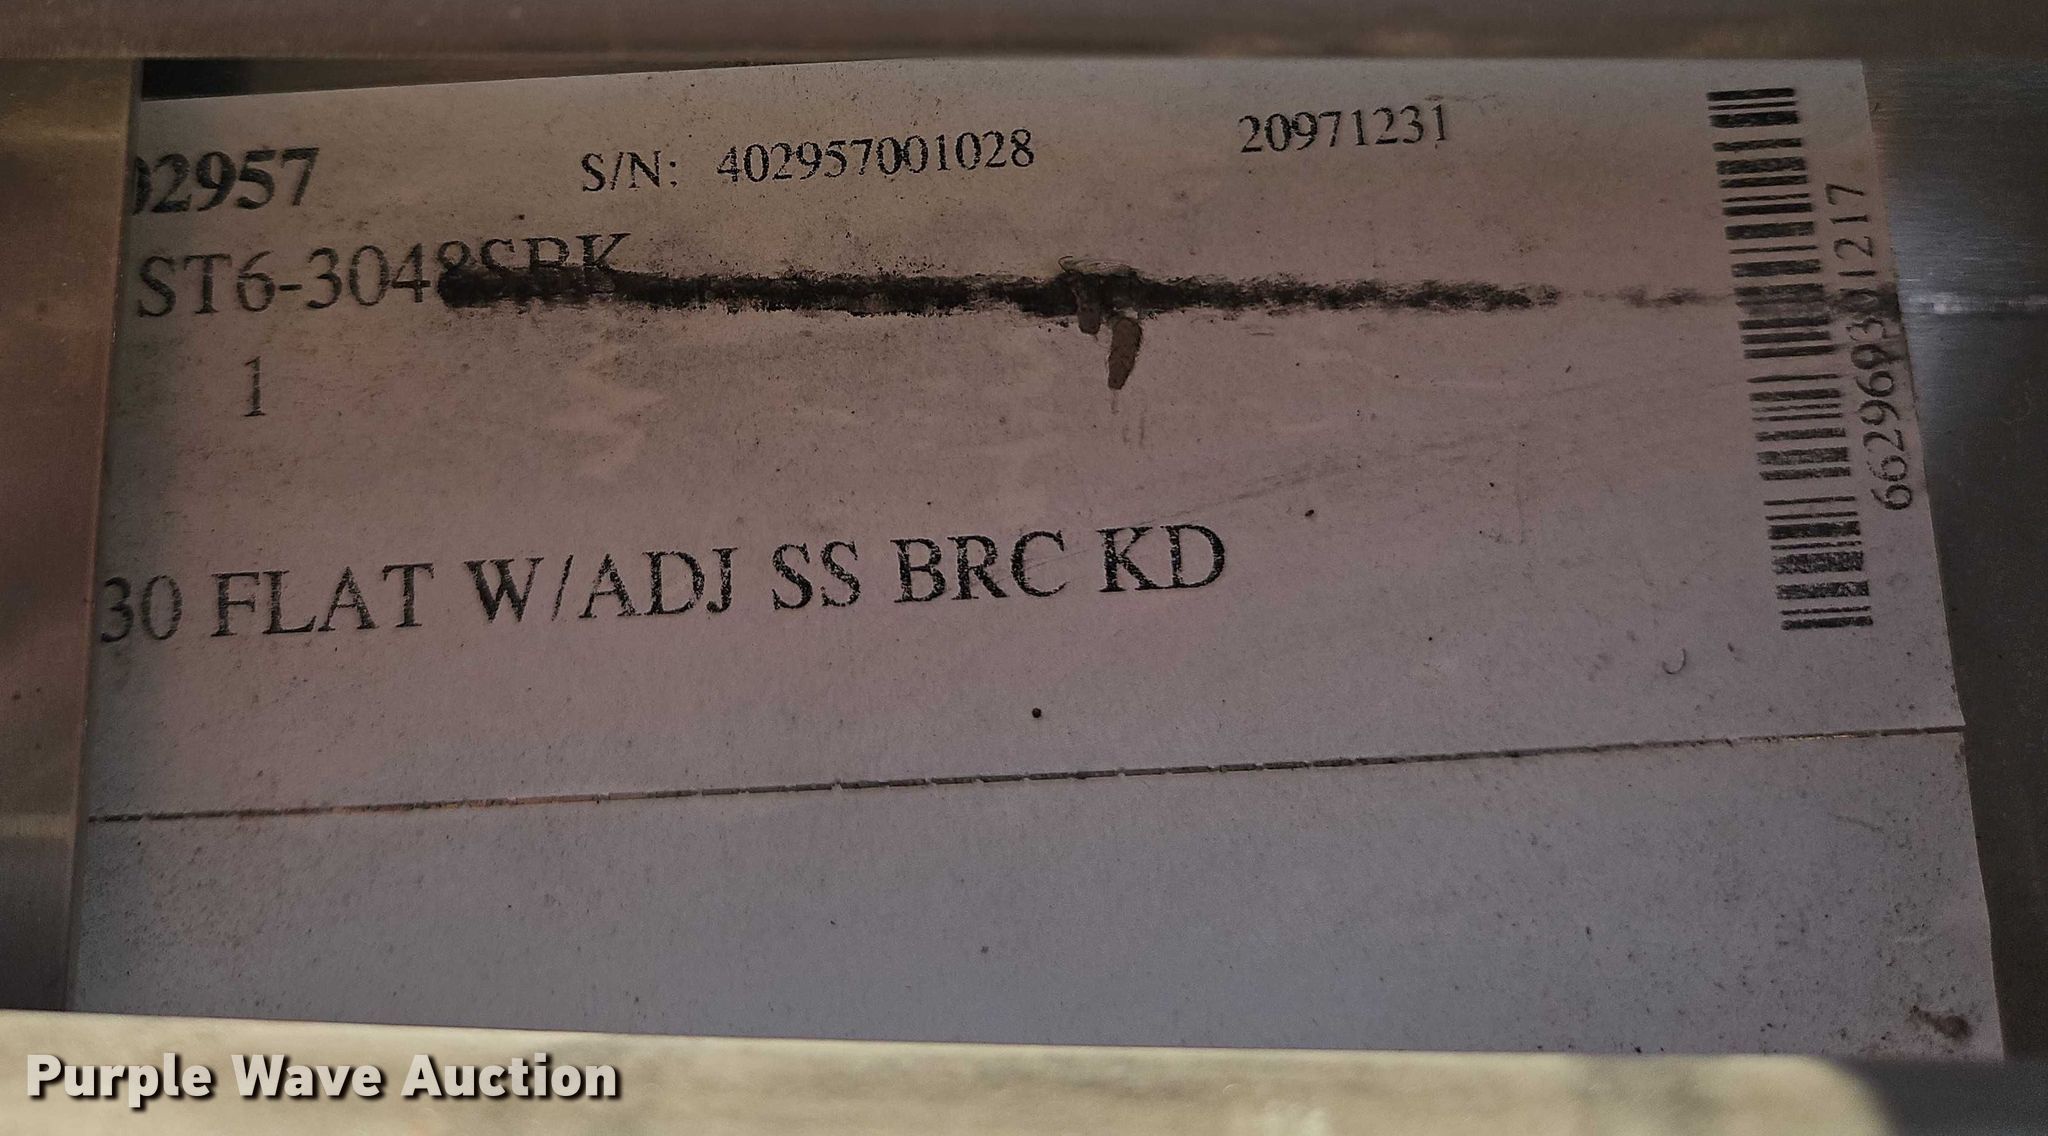 02957 S/N: 402957001028 20971231
ST6-3048SBK
1
30 FLAT W/ADJ SS BRC KD
662969301217
Purple Wave Auction